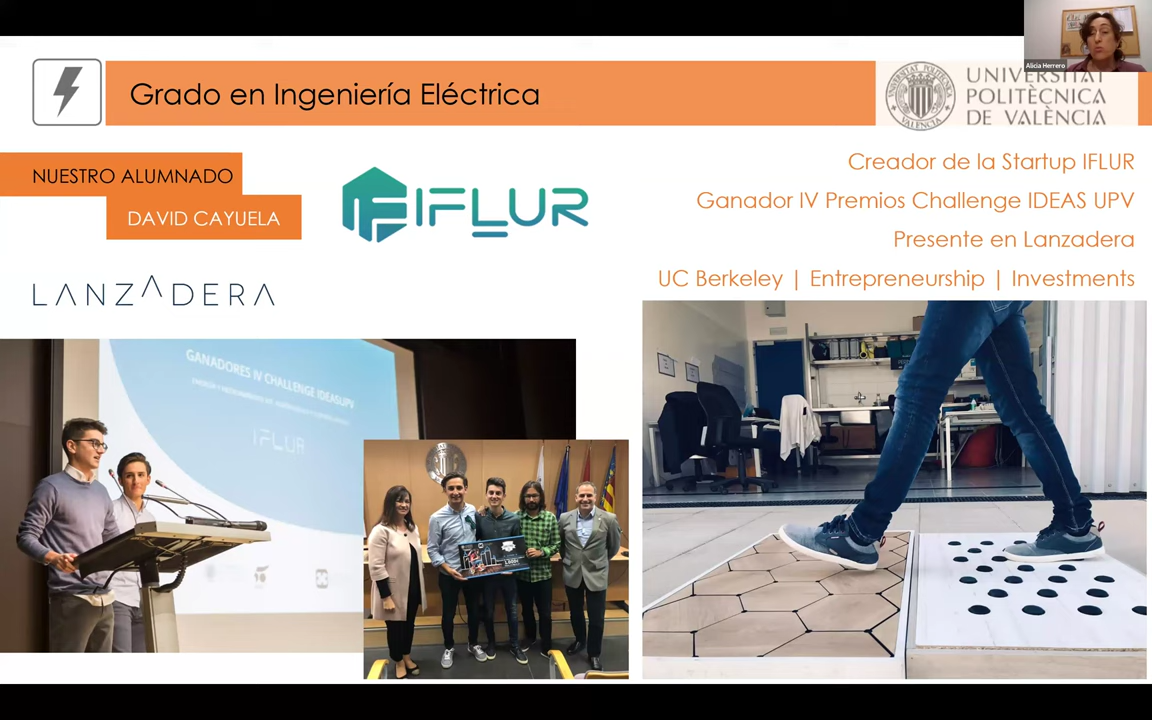 Alicia Herrero
Grado en Ingeniería Eléctrica
UNIVERSITAT
POLITÈCNICA
DE VALÈNCIA
NUESTRO ALUMNADO
DAVID CAYUELA
IFLUR
LANZADERA
Creador de la Startup IFLUR
Ganador IV Premios Challenge IDEAS UPV
Presente en Lanzadera
UC Berkeley | Entrepreneurship | Investments
GANADORES IV CHALLENGE IDEASUPV
IFLUR